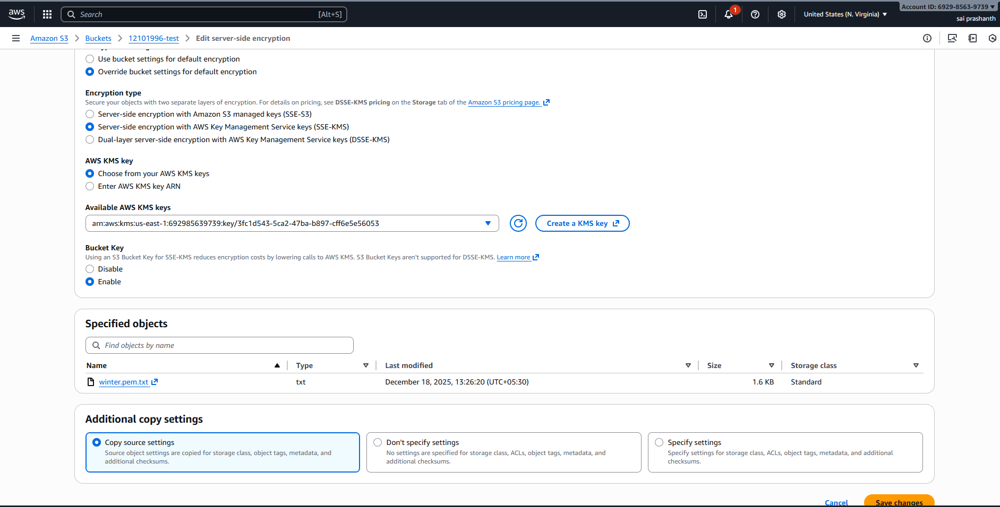 aws
Search [Alt+S]
1
United States (N. Virginia)
Account ID: 6929-8563-9739
sai prashanth
Amazon S3 > Buckets > 12101996-test > Edit server-side encryption
Use bucket settings for default encryption
Override bucket settings for default encryption
Encryption type
Secure your objects with two separate layers of encryption. For details on pricing, see DSSE-KMS pricing on the Storage tab of the Amazon S3 pricing page.
Server-side encryption with Amazon S3 managed keys (SSE-S3)
Server-side encryption with AWS Key Management Service keys (SSE-KMS)
Dual-layer server-side encryption with AWS Key Management Service keys (DSSE-KMS)
AWS KMS key
Choose from your AWS KMS keys
Enter AWS KMS key ARN
Available AWS KMS keys
arn:aws:kms:us-east-1:692985639739:key/3fc1d543-5ca2-47ba-b897-cff6e5e56053
Create a KMS key
Bucket Key
Using an S3 Bucket Key for SSE-KMS reduces encryption costs by lowering calls to AWS KMS. S3 Bucket Keys aren't supported for DSSE-KMS. Learn more
Disable
Enable
Specified objects
Find objects by name
Name Type Last modified Size Storage class
winter.pem.txt txt December 18, 2025, 13:26:20 (UTC+05:30) 1.6 KB Standard
Additional copy settings
Copy source settings
Source object settings are copied for storage class, object tags, metadata, and
additional checksums.
Don't specify settings
No settings are specified for storage class, ACLs, object tags, metadata, and
additional checksums.
Specify settings
Specify settings for storage class, ACLs, object tags, metadata, and additional
checksums.
Cancel
Save changes